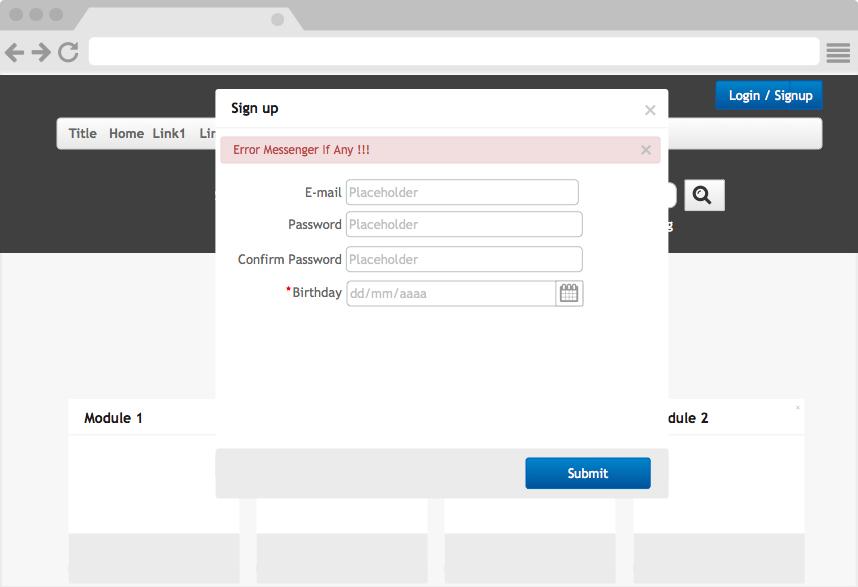 Login / Signup
Sign up
Title Home Link1
Error Messenger If Any !!!
E-mail Placeholder
Password Placeholder
Confirm Password Placeholder
*Birthday dd/mm/aaaa
Module 1
dule 2
Submit